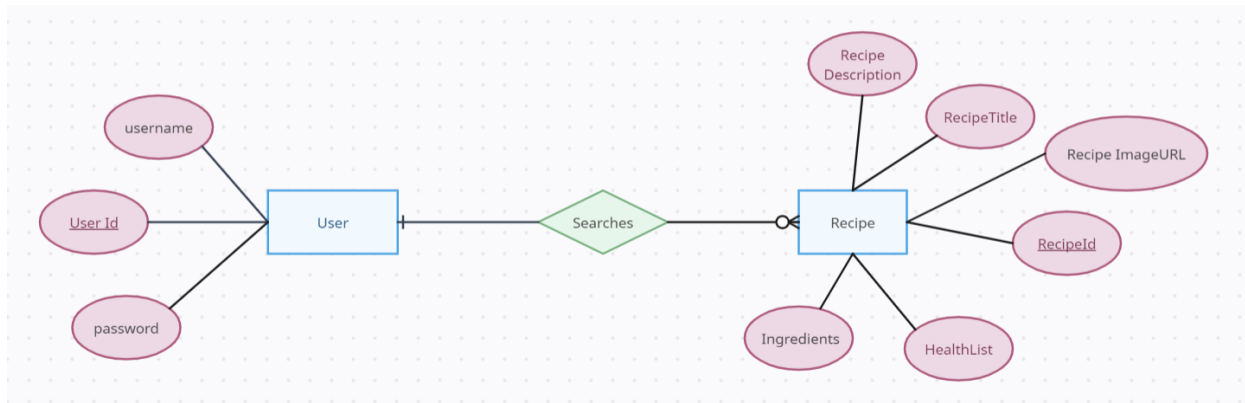 Recipe
Description
RecipeTitle
username
Recipe ImageURL
User Id
User
Searches
Recipe
RecipeId
password
Ingredients
HealthList